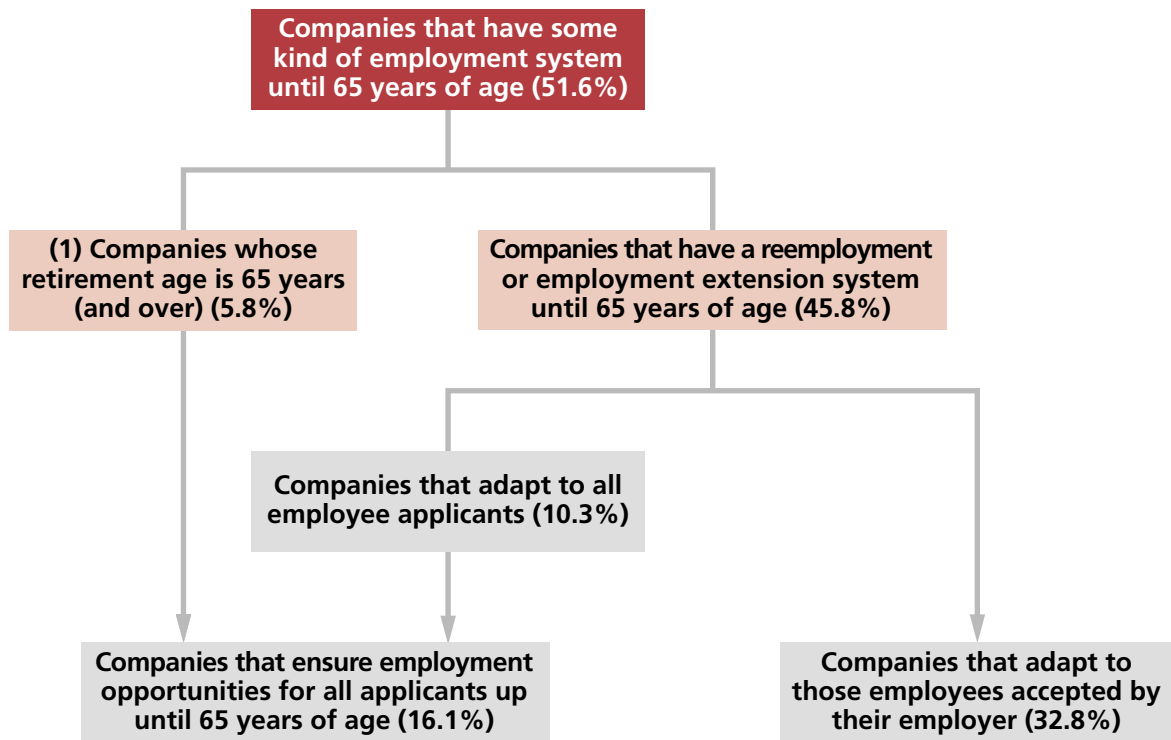 Companies that have some
kind of employment system
until 65 years of age (51.6%)
(1) Companies whose
retirement age is 65 years
(and over) (5.8%)
Companies that have a reemployment
or employment extension system
until 65 years of age (45.8%)
Companies that adapt to all
employee applicants (10.3%)
Companies that ensure employment
opportunities for all applicants up
until 65 years of age (16.1%)
Companies that adapt to
those employees accepted by
their employer (32.8%)